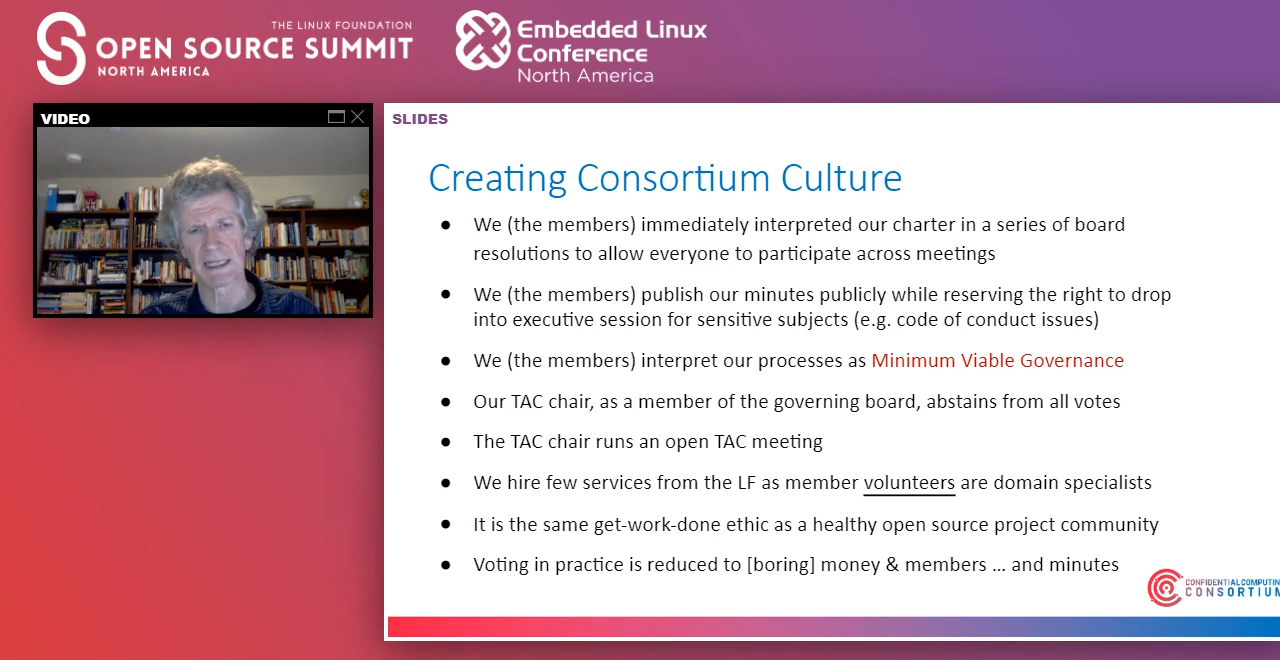 THE LINUX FOUNDATION
OPEN SOURCE SUMMIT
NORTH AMERICA
Embedded Linux
Conference
North America
VIDEO
SLIDES
Creating Consortium Culture
● We (the members) immediately interpreted our charter in a series of board
resolutions to allow everyone to participate across meetings
● We (the members) publish our minutes publicly while reserving the right to drop
into executive session for sensitive subjects (e.g. code of conduct issues)
● We (the members) interpret our processes as Minimum Viable Governance
● Our TAC chair, as a member of the governing board, abstains from all votes
● The TAC chair runs an open TAC meeting
● We hire few services from the LF as member volunteers are domain specialists
● It is the same get-work-done ethic as a healthy open source project community
● Voting in practice is reduced to [boring] money & members ... and minutes
CONFIDENTIAL COMPUTIN
CONSORTIUM